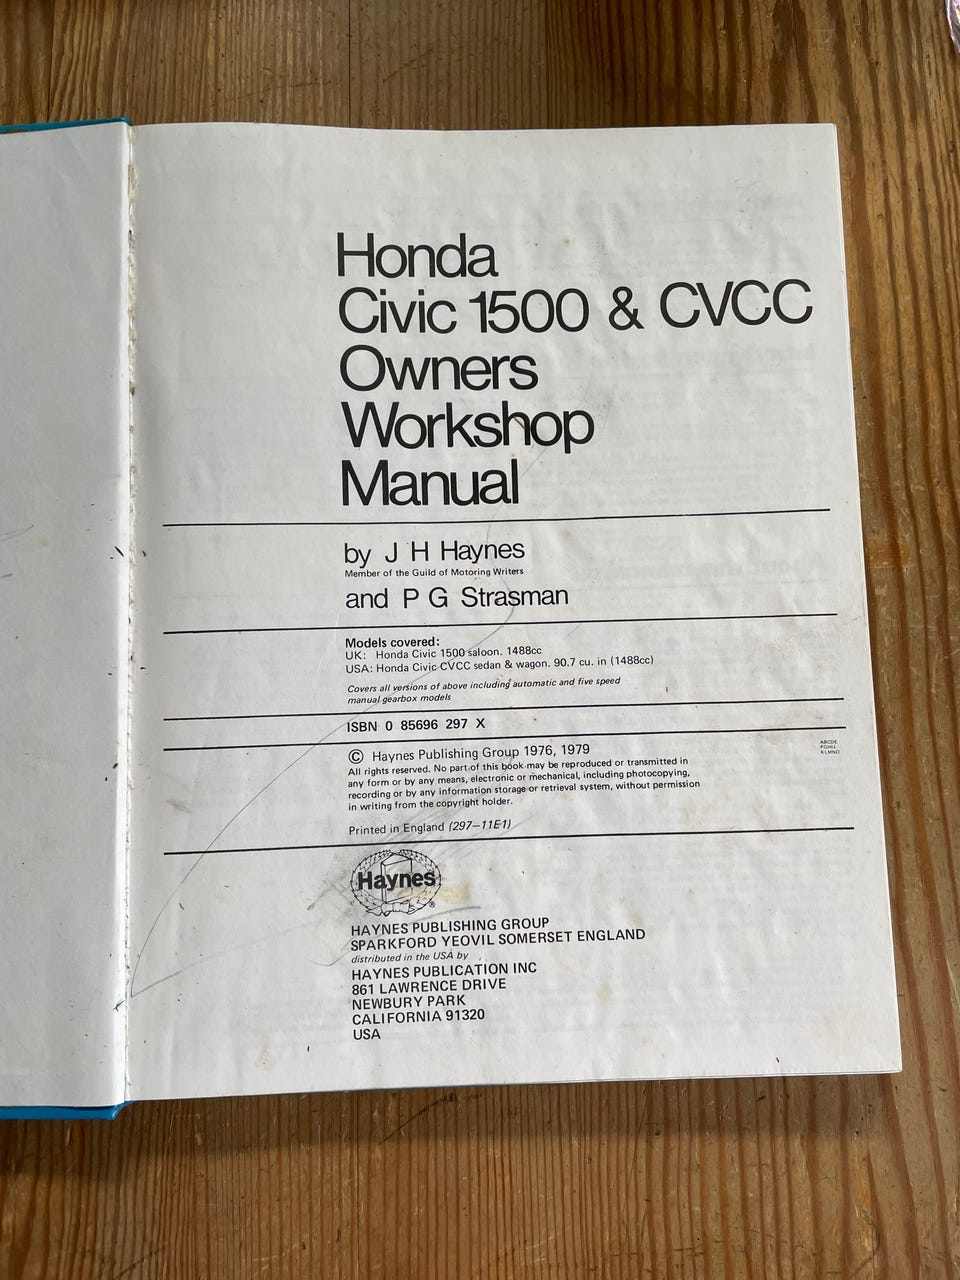 Honda
Civic 1500 & CVCC
Owners
Workshop
Manual
by J H Haynes
Member of the Guild of Motoring Writers
and P G Strasman
Models covered:
UK: Honda Civic 1500 saloon. 1488cc
USA: Honda Civic CVCC sedan & wagon. 90.7 cu. in (1488cc)
Covers all versions of above including automatic and five speed
manual gearbox models
ISBN 0 85696 297 X
© Haynes Publishing Group 1976, 1979
ABCDE
FGHIJ
KLMNO
All rights reserved. No part of this book may be reproduced or transmitted in
any form or by any means, electronic or mechanical, including photocopying,
recording or by any information storage or retrieval system, without permission
in writing from the copyright holder.
Printed in England (297—11E1)
Haynes
®
HAYNES PUBLISHING GROUP
SPARKFORD YEOVIL SOMERSET ENGLAND
distributed in the USA by
HAYNES PUBLICATION INC
861 LAWRENCE DRIVE
NEWBURY PARK
CALIFORNIA 91320
USA